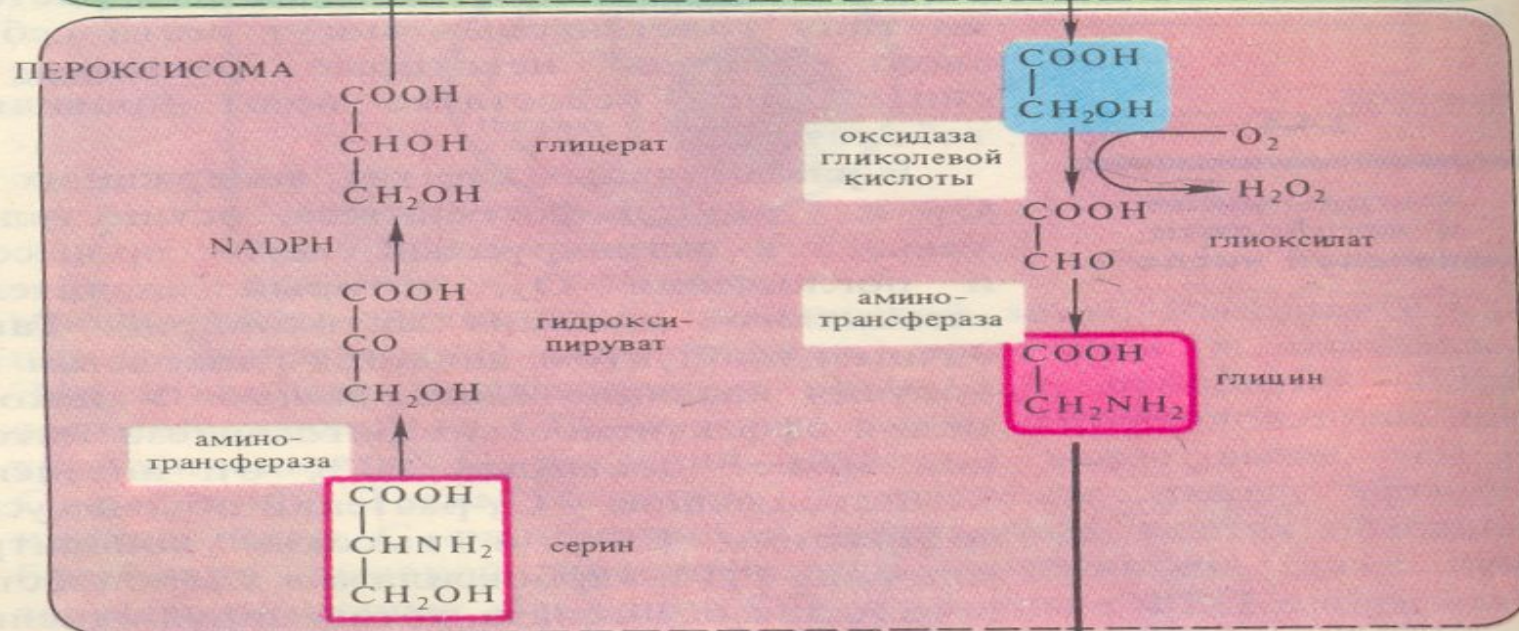 ПЕРОКСИСОМА
COOH
CHOH
CH₂OH
глицерат
NADPH
COOH
CO
CH₂OH
гидрокси-
пируват
амино-
трансфераза
COOH
CHNH₂
CH₂OH
серин
COOH
CH₂OH
оксидаза
гликолевой
кислоты
O₂
H₂O₂
COOH
CHO
глиоксилат
амино-
трансфераза
COOH
CH₂NH₂
глицин